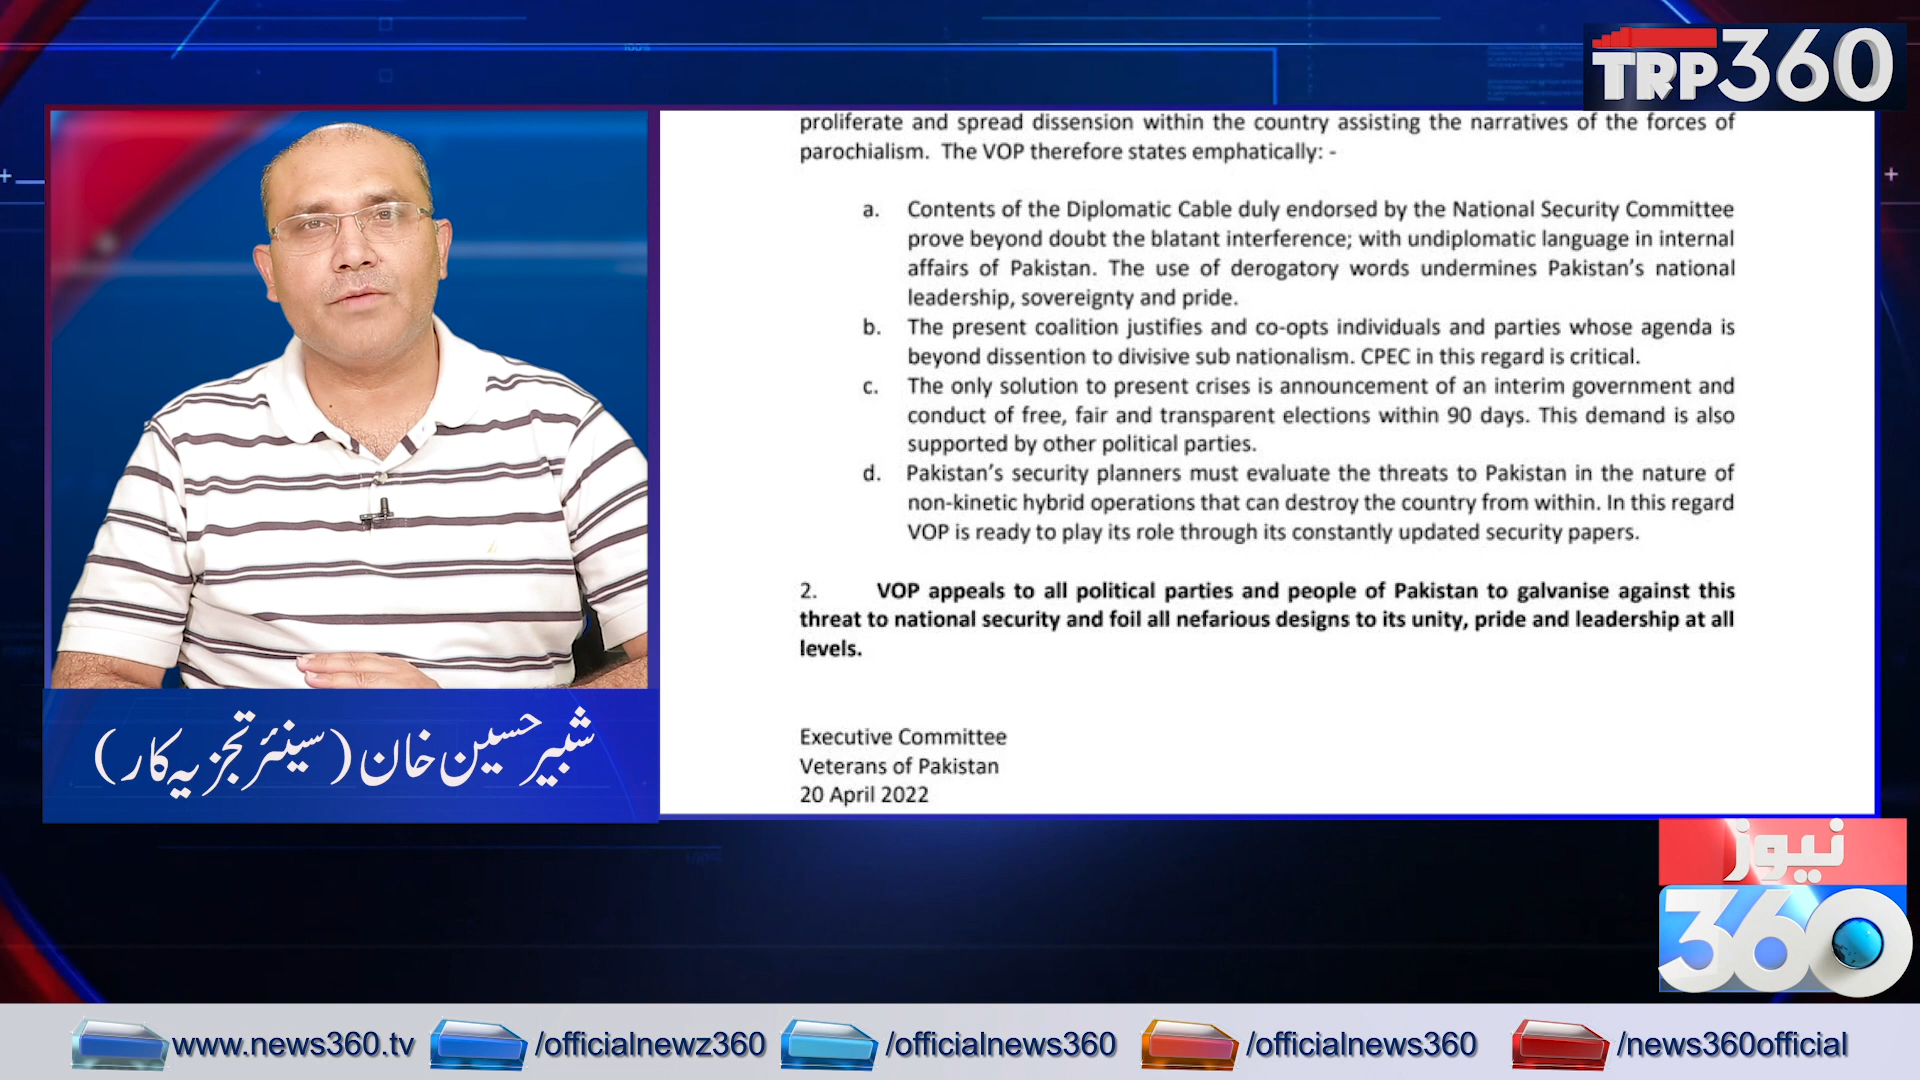 TRP360
proliferate and spread dissension within the country assisting the narratives of the forces of
parochialism. The VOP therefore states emphatically: -
a. Contents of the Diplomatic Cable duly endorsed by the National Security Committee
prove beyond doubt the blatant interference; with undiplomatic language in internal
affairs of Pakistan. The use of derogatory words undermines Pakistan’s national
leadership, sovereignty and pride.
b. The present coalition justifies and co-opts individuals and parties whose agenda is
beyond dissention to divisive sub nationalism. CPEC in this regard is critical.
c. The only solution to present crises is announcement of an interim government and
conduct of free, fair and transparent elections within 90 days. This demand is also
supported by other political parties.
d. Pakistan’s security planners must evaluate the threats to Pakistan in the nature of
non-kinetic hybrid operations that can destroy the country from within. In this regard
VOP is ready to play its role through its constantly updated security papers.
2. VOP appeals to all political parties and people of Pakistan to galvanise against this
threat to national security and foil all nefarious designs to its unity, pride and leadership at all
levels.
Executive Committee
Veterans of Pakistan
20 April 2022
شبیر حسین خان (سینئر تجزیہ کار)
نیوز
360
www.news360.tv
/officialnewz360
/officialnews360
/officialnews360
/news360official